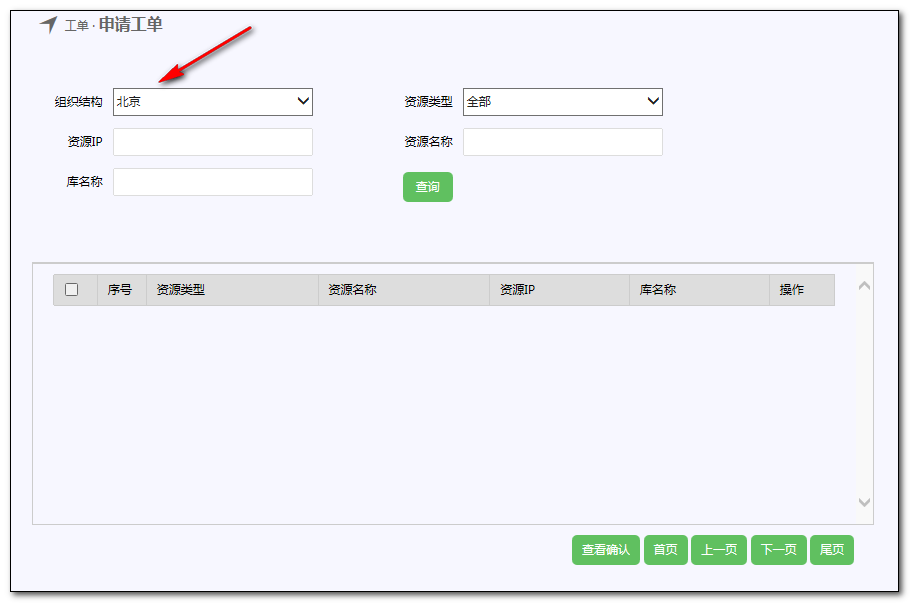 工单 · 申请工单
组织结构 北京 资源类型 全部
资源IP 资源名称
库名称 查询
序号 资源类型 资源名称 资源IP 库名称 操作
查看确认 首页 上一页 下一页 尾页